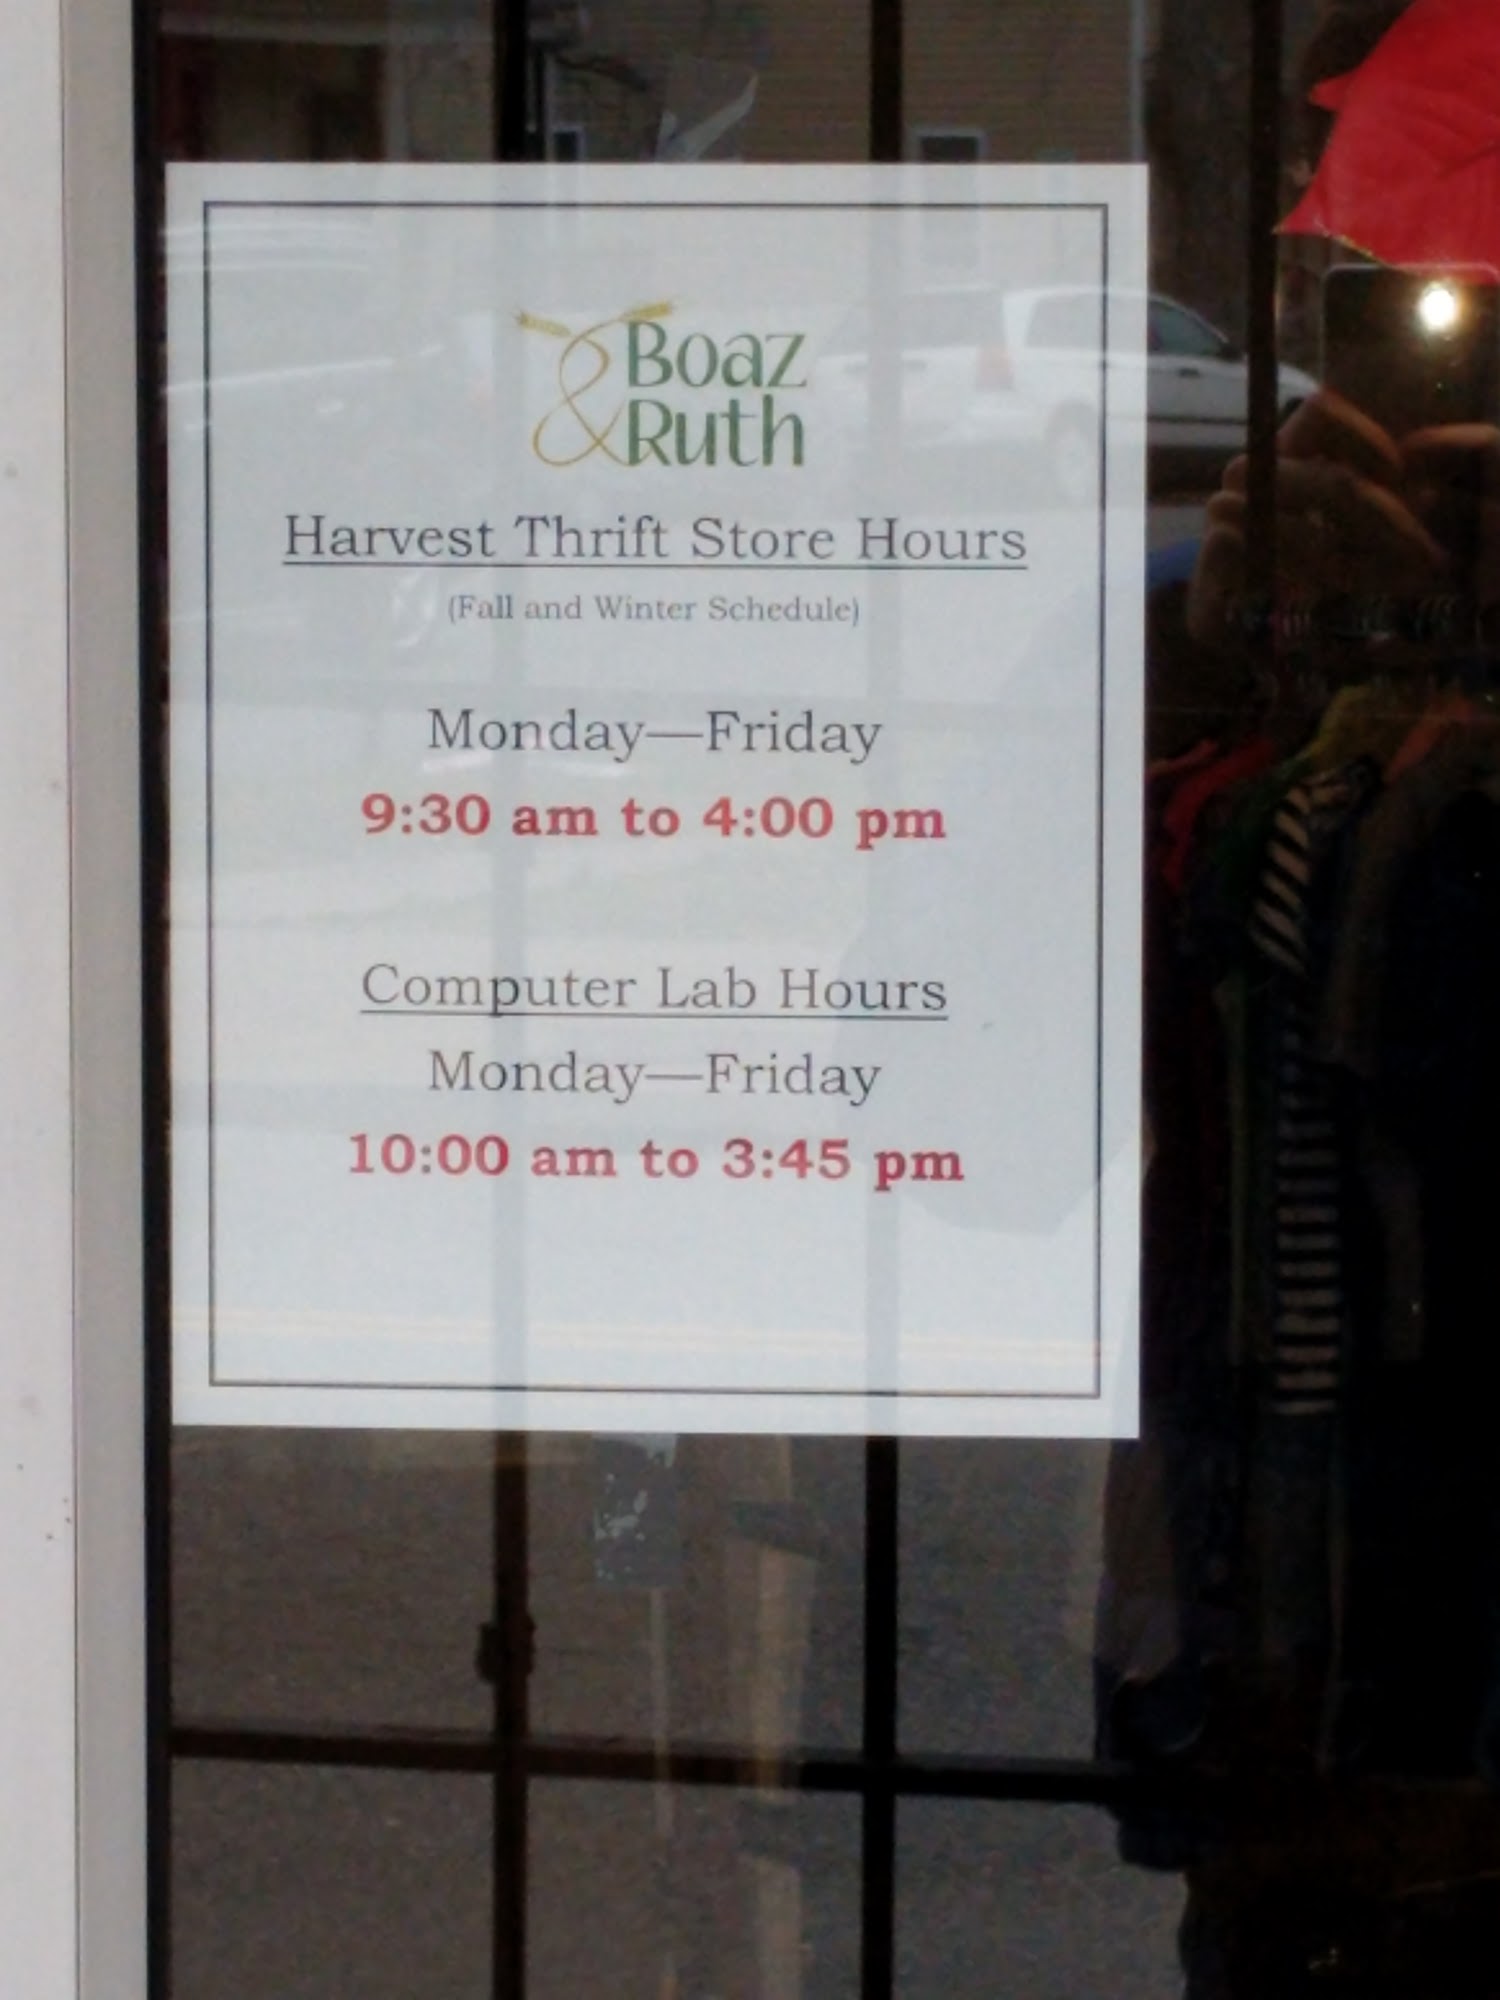 Boaz
&Ruth
Harvest Thrift Store Hours
(Fall and Winter Schedule)
Monday—Friday
9:30 am to 4:00 pm
Computer Lab Hours
Monday—Friday
10:00 am to 3:45 pm